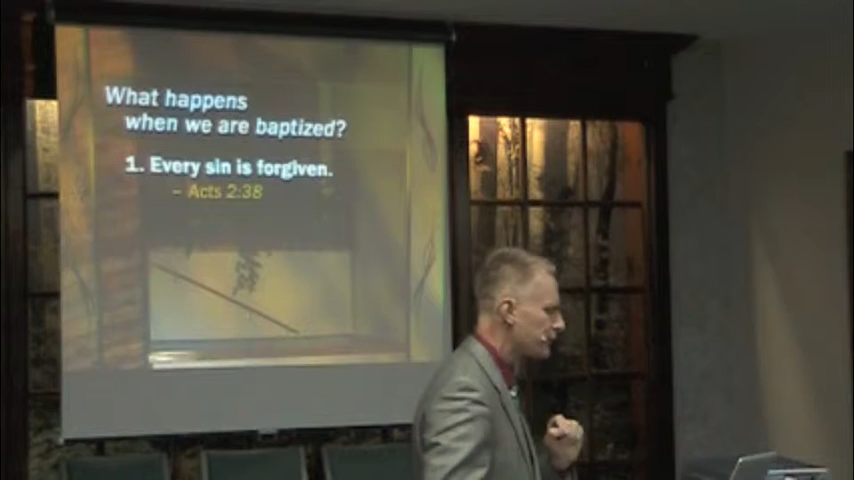 What happens
when we are baptized?
1. Every sin is forgiven.
– Acts 2:38